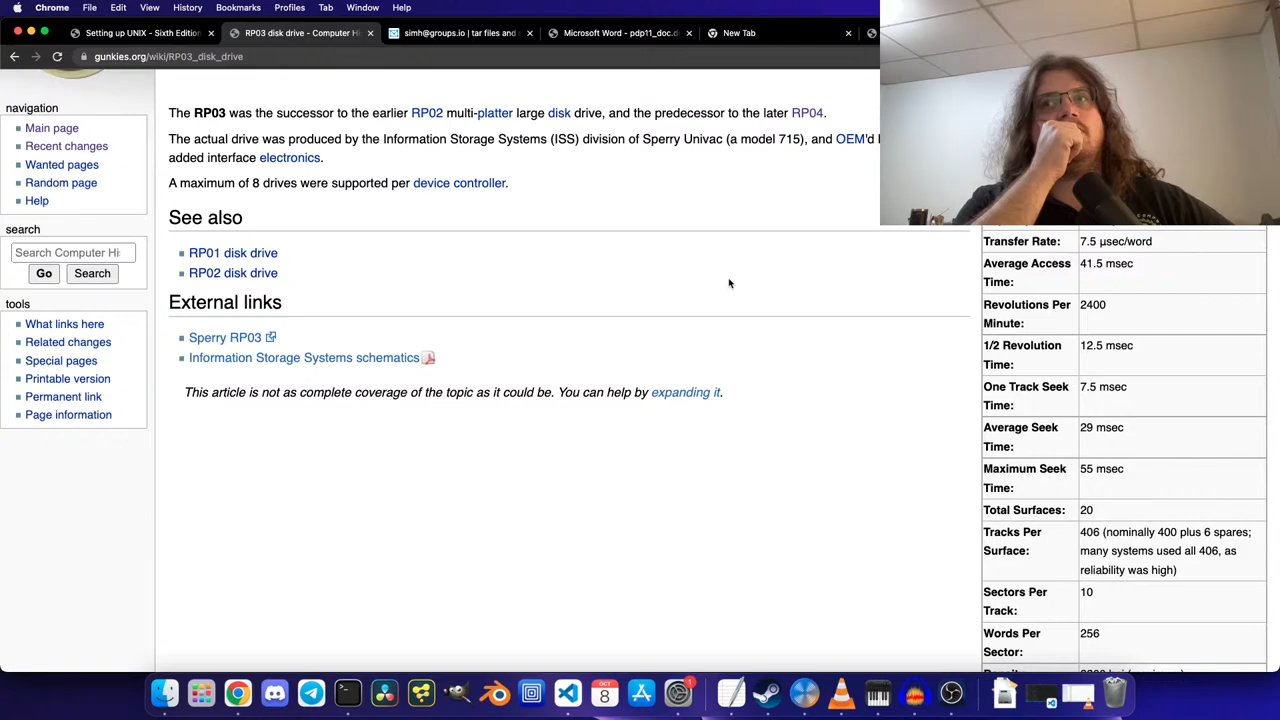 Chrome File Edit View History Bookmarks Profiles Tab Window Help
Setting up UNIX - Sixth Edition
RP03 disk drive - Computer Hi
simh@groups.io | tar files and s
Microsoft Word - pdp11_doc.d
New Tab
gunkies.org/wiki/RP03_disk_drive
navigation
Main page
Recent changes
Wanted pages
Random page
Help
search
Search Computer Hi
Go Search
tools
What links here
Related changes
Special pages
Printable version
Permanent link
Page information
The RP03 was the successor to the earlier RP02 multi-platter large disk drive, and the predecessor to the later RP04.
The actual drive was produced by the Information Storage Systems (ISS) division of Sperry Univac (a model 715), and OEM'd
added interface electronics.
A maximum of 8 drives were supported per device controller.
See also
RP01 disk drive
RP02 disk drive
External links
Sperry RP03
Information Storage Systems schematics
This article is not as complete coverage of the topic as it could be. You can help by expanding it.
Transfer Rate: 7.5 µsec/word
Average Access 41.5 msec
Time:
Revolutions Per 2400
Minute:
1/2 Revolution 12.5 msec
Time:
One Track Seek 7.5 msec
Time:
Average Seek 29 msec
Time:
Maximum Seek 55 msec
Time:
Total Surfaces: 20
Tracks Per 406 (nominally 400 plus 6 spares;
Surface: many systems used all 406, as
reliability was high)
Sectors Per 10
Track:
Words Per 256
Sector:
OCT
8
1